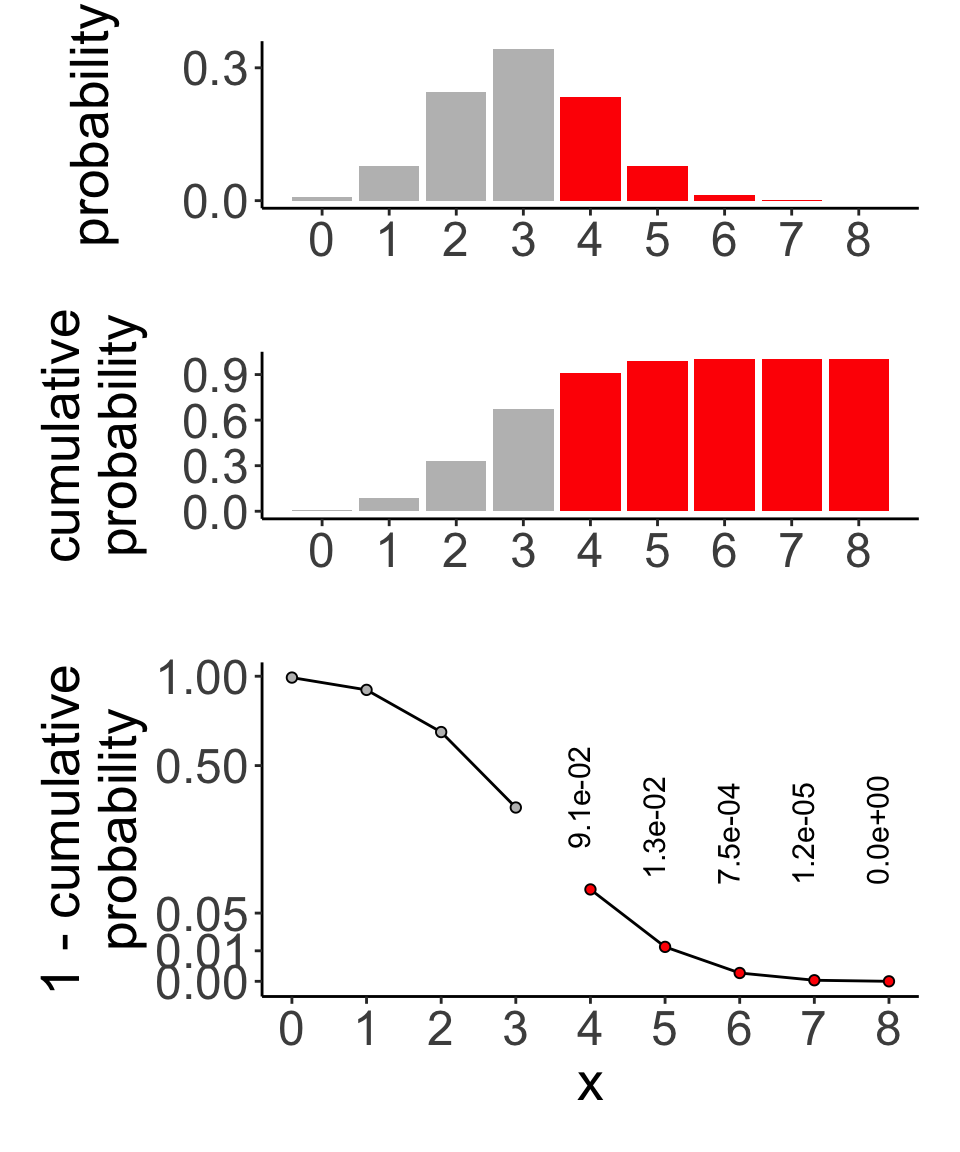 probability
0.3
0.0
0 1 2 3 4 5 6 7 8
cumulative
probability
0.9
0.6
0.3
0.0
0 1 2 3 4 5 6 7 8
1 - cumulative
probability
1.00
0.50
0.05
0.01
0.00
9.1e-02
1.3e-02
7.5e-04
1.2e-05
0.0e+00
0 1 2 3 4 5 6 7 8
x